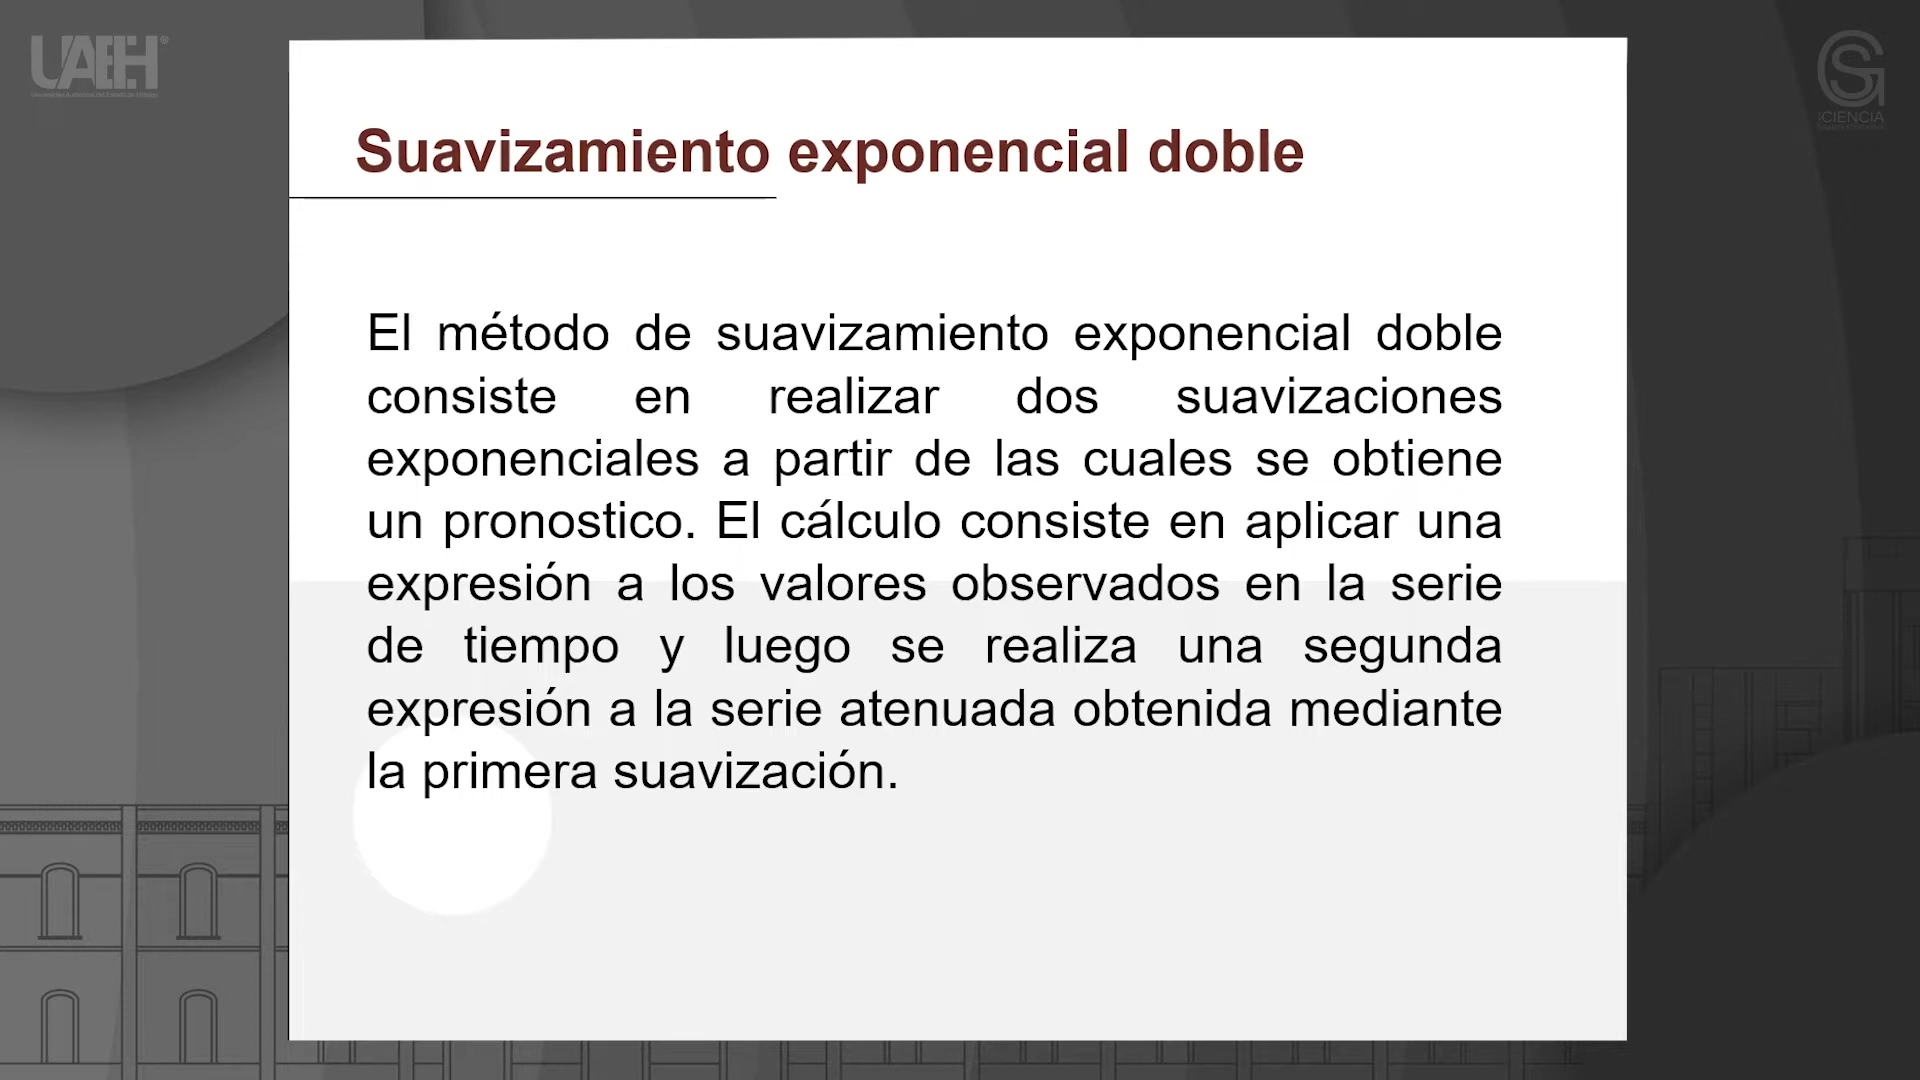 UAEH
Suavizamiento exponencial doble
El método de suavizamiento exponencial doble
consiste en realizar dos suavizaciones
exponenciales a partir de las cuales se obtiene
un pronostico. El cálculo consiste en aplicar una
expresión a los valores observados en la serie
de tiempo y luego se realiza una segunda
expresión a la serie atenuada obtenida mediante
la primera suavización.
CIENCIA